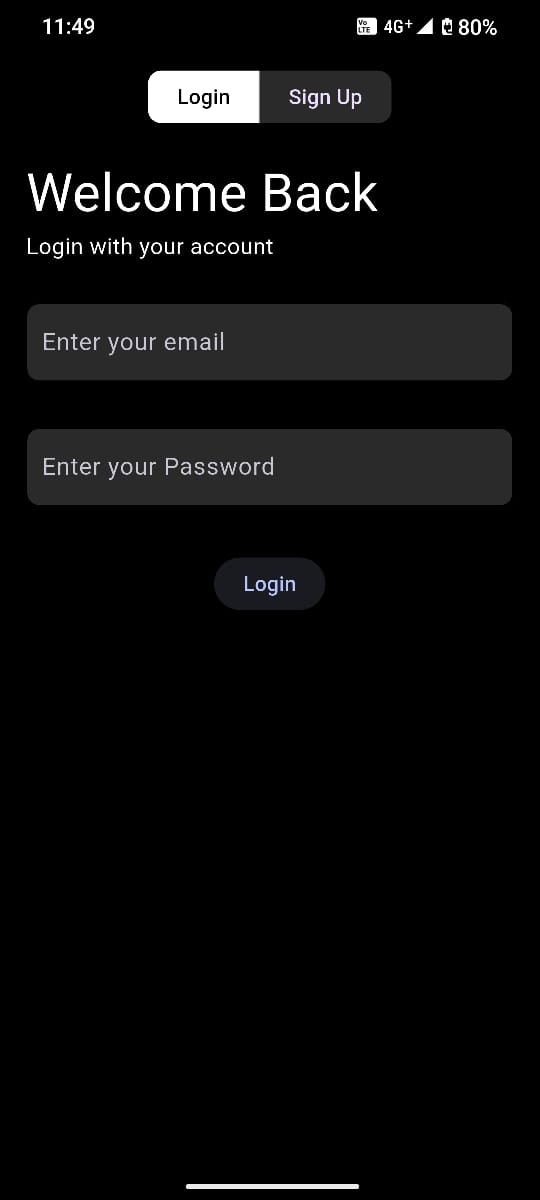 11:49 Vo LTE 4G+ 80%
Login Sign Up
Welcome Back
Login with your account
Enter your email
Enter your Password
Login